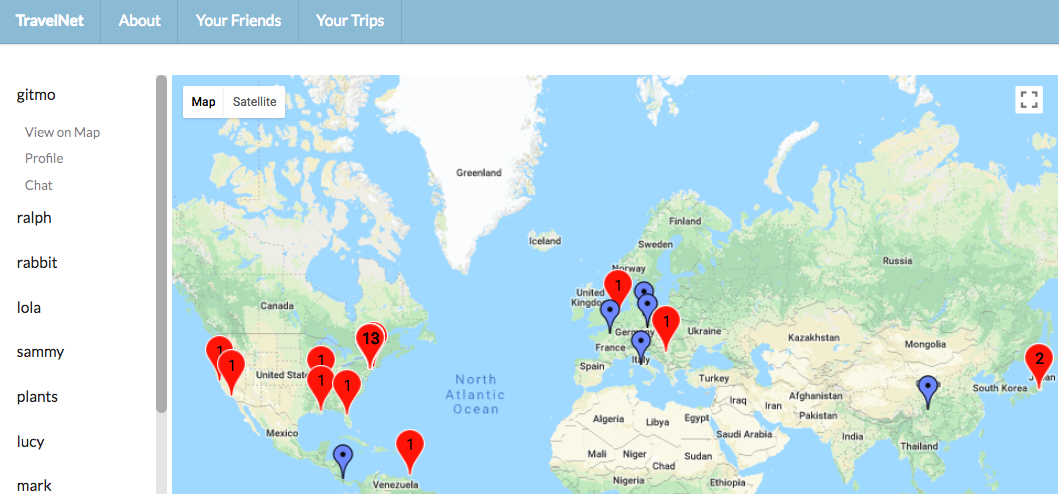 TravelNet About Your Friends Your Trips
gitmo
View on Map
Profile
Chat
ralph
rabbit
lola
sammy
plants
lucy
mark
Map Satellite
Greenland
Iceland
Finland
Sweden
Norway
Russia
United
Kingdom
Canada
1
1
13
1
1
1
1
1
1
2
1
Germany
Ukraine
Kazakhstan
Mongolia
France
Italy
Spain
United States
North
Atlantic
Ocean
Turkey
South Korea
Japan
Iraq
Iran
Afghanistan
Pakistan
Algeria
Libya
Egypt
Saudi Arabia
India
Mexico
Mali
Niger
Chad
Sudan
Thailand
Nigeria
Ethiopia
Venezuela